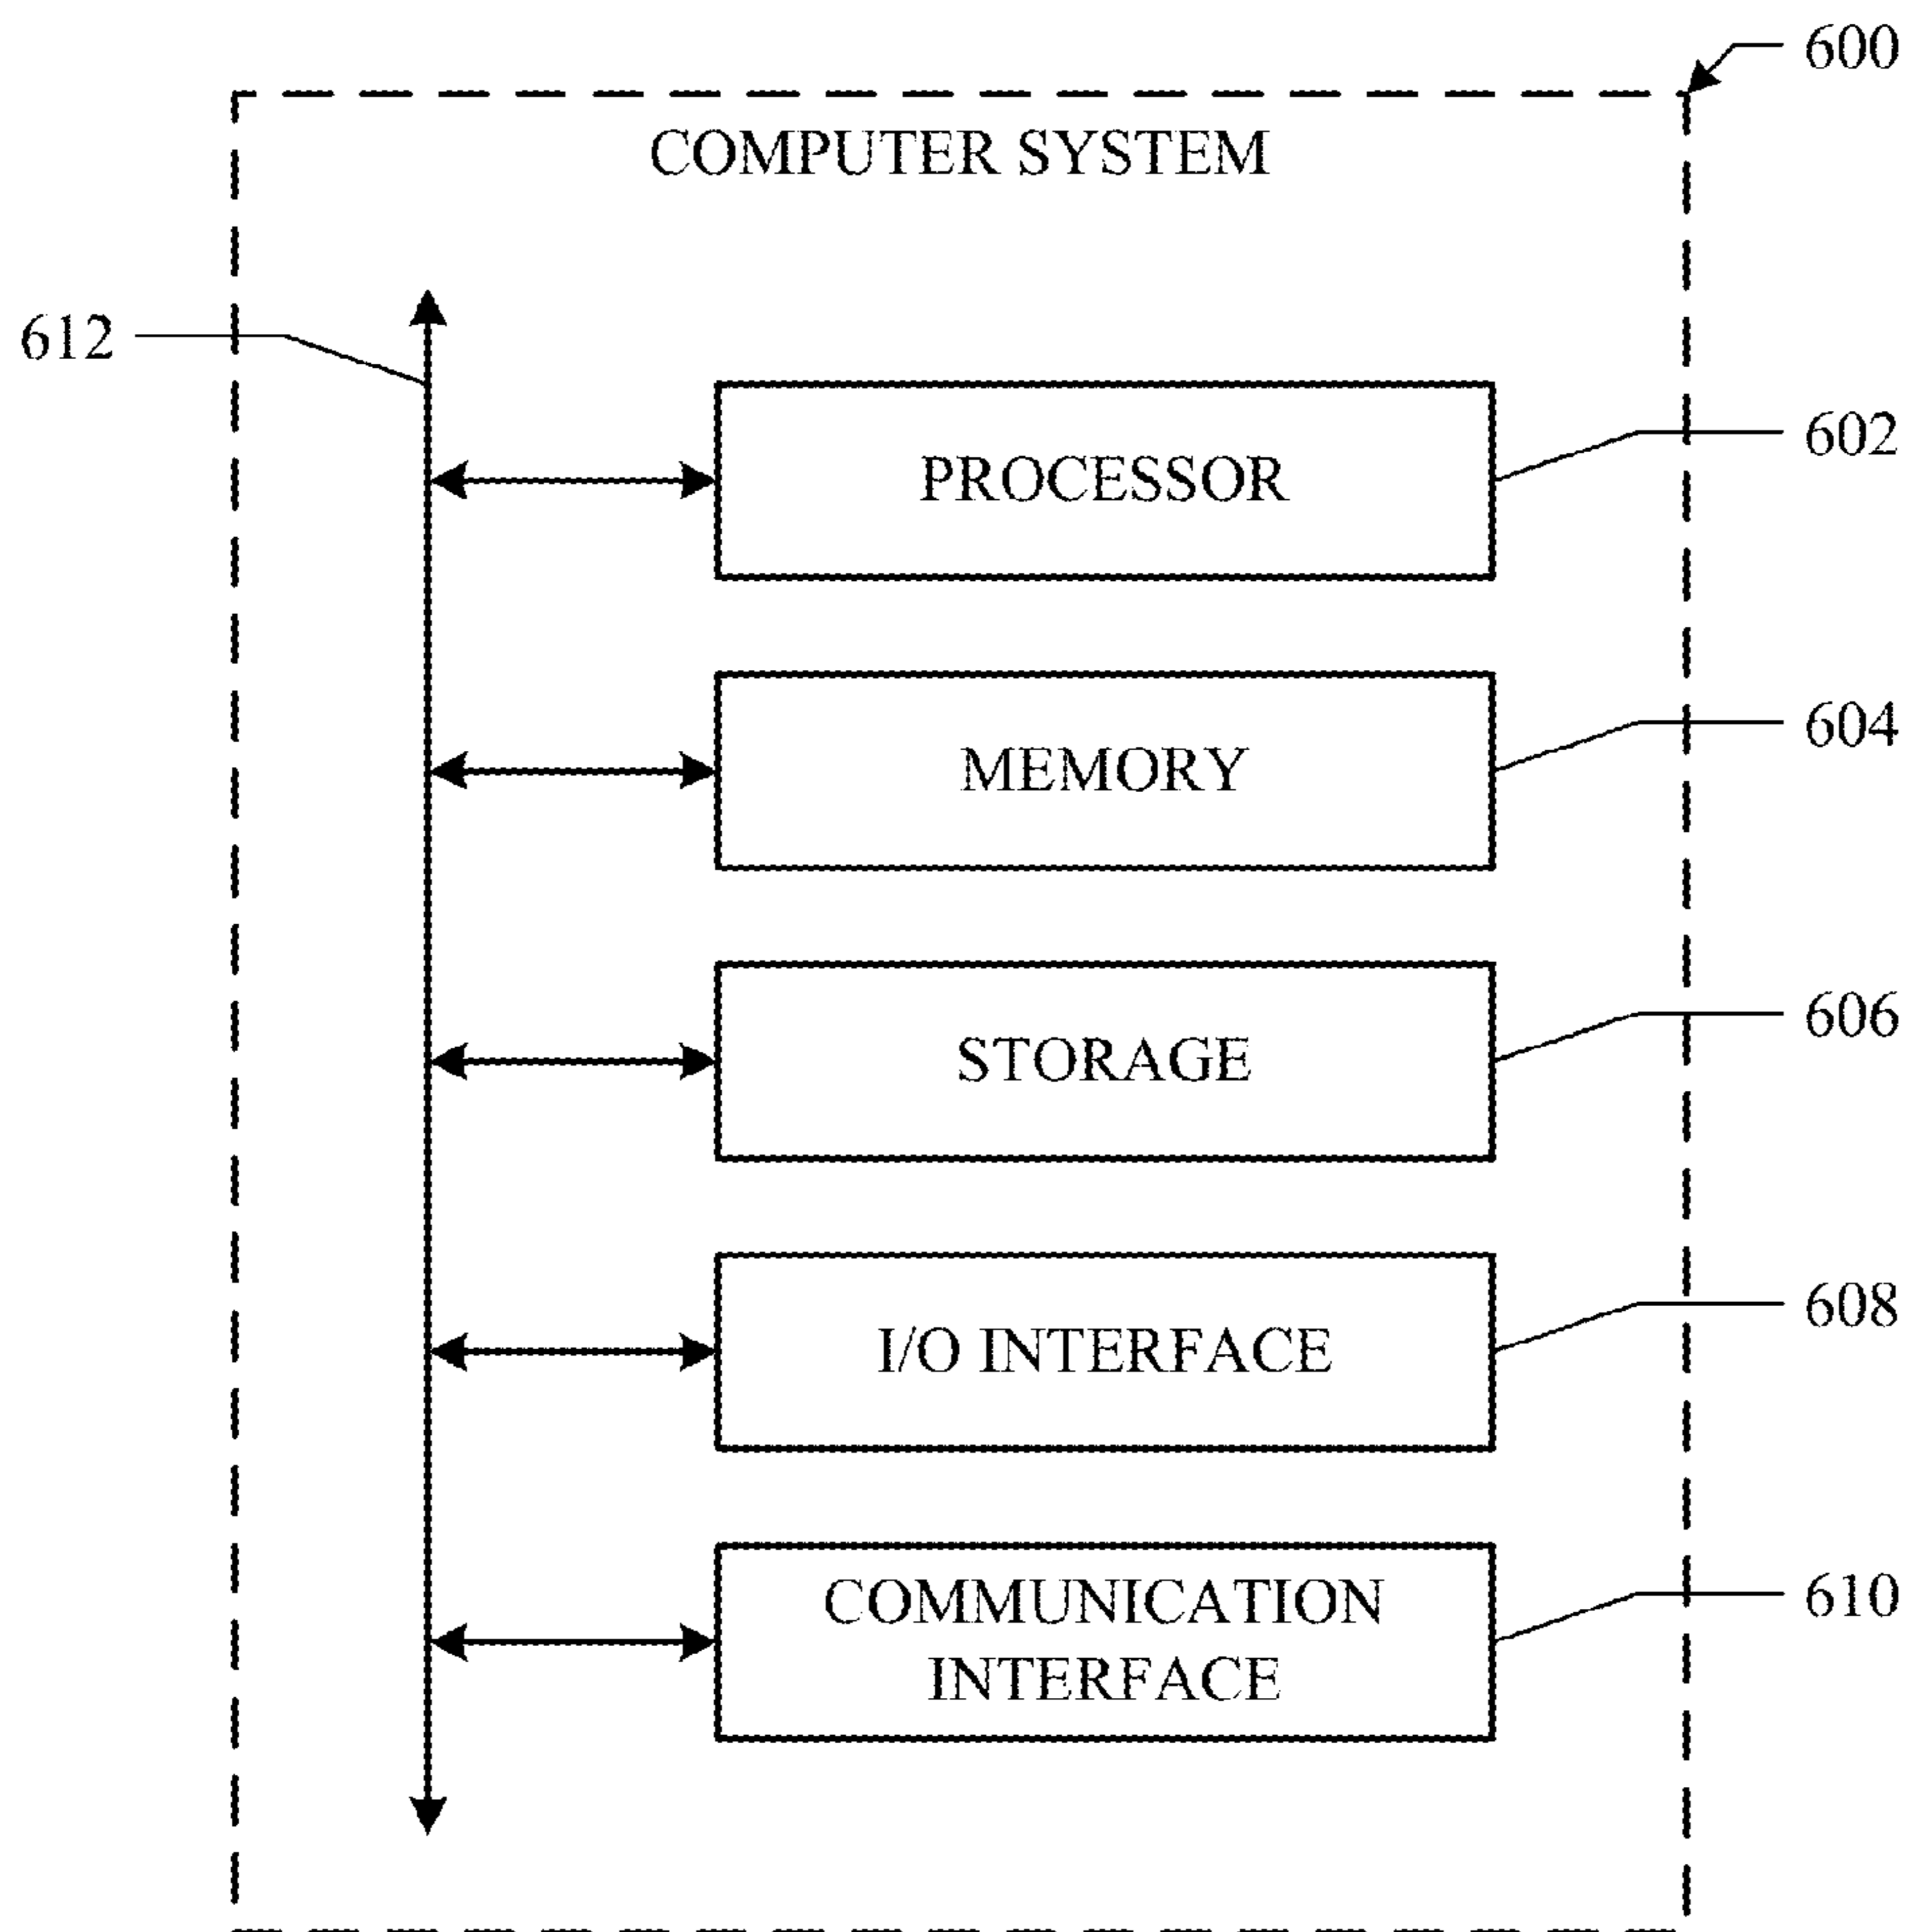 600
COMPUTER SYSTEM
612
PROCESSOR
602
MEMORY
604
STORAGE
606
I/O INTERFACE
608
COMMUNICATION
INTERFACE
610